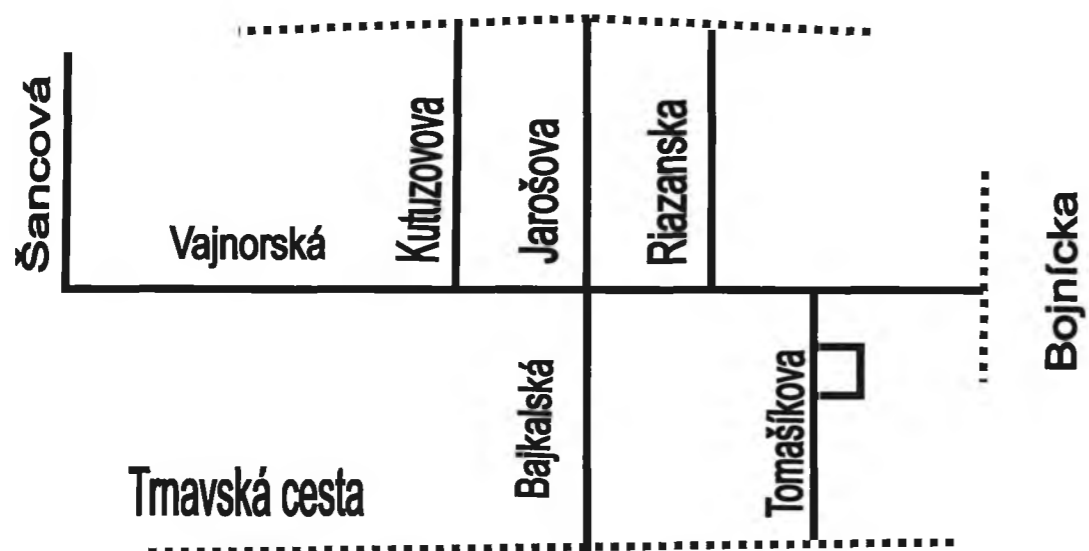 Šancová
Vajnorská
Kutuzovova
Jarošova
Riazanska
Bojnícka
Bajkalská
Tomašíkova
Trnavská cesta